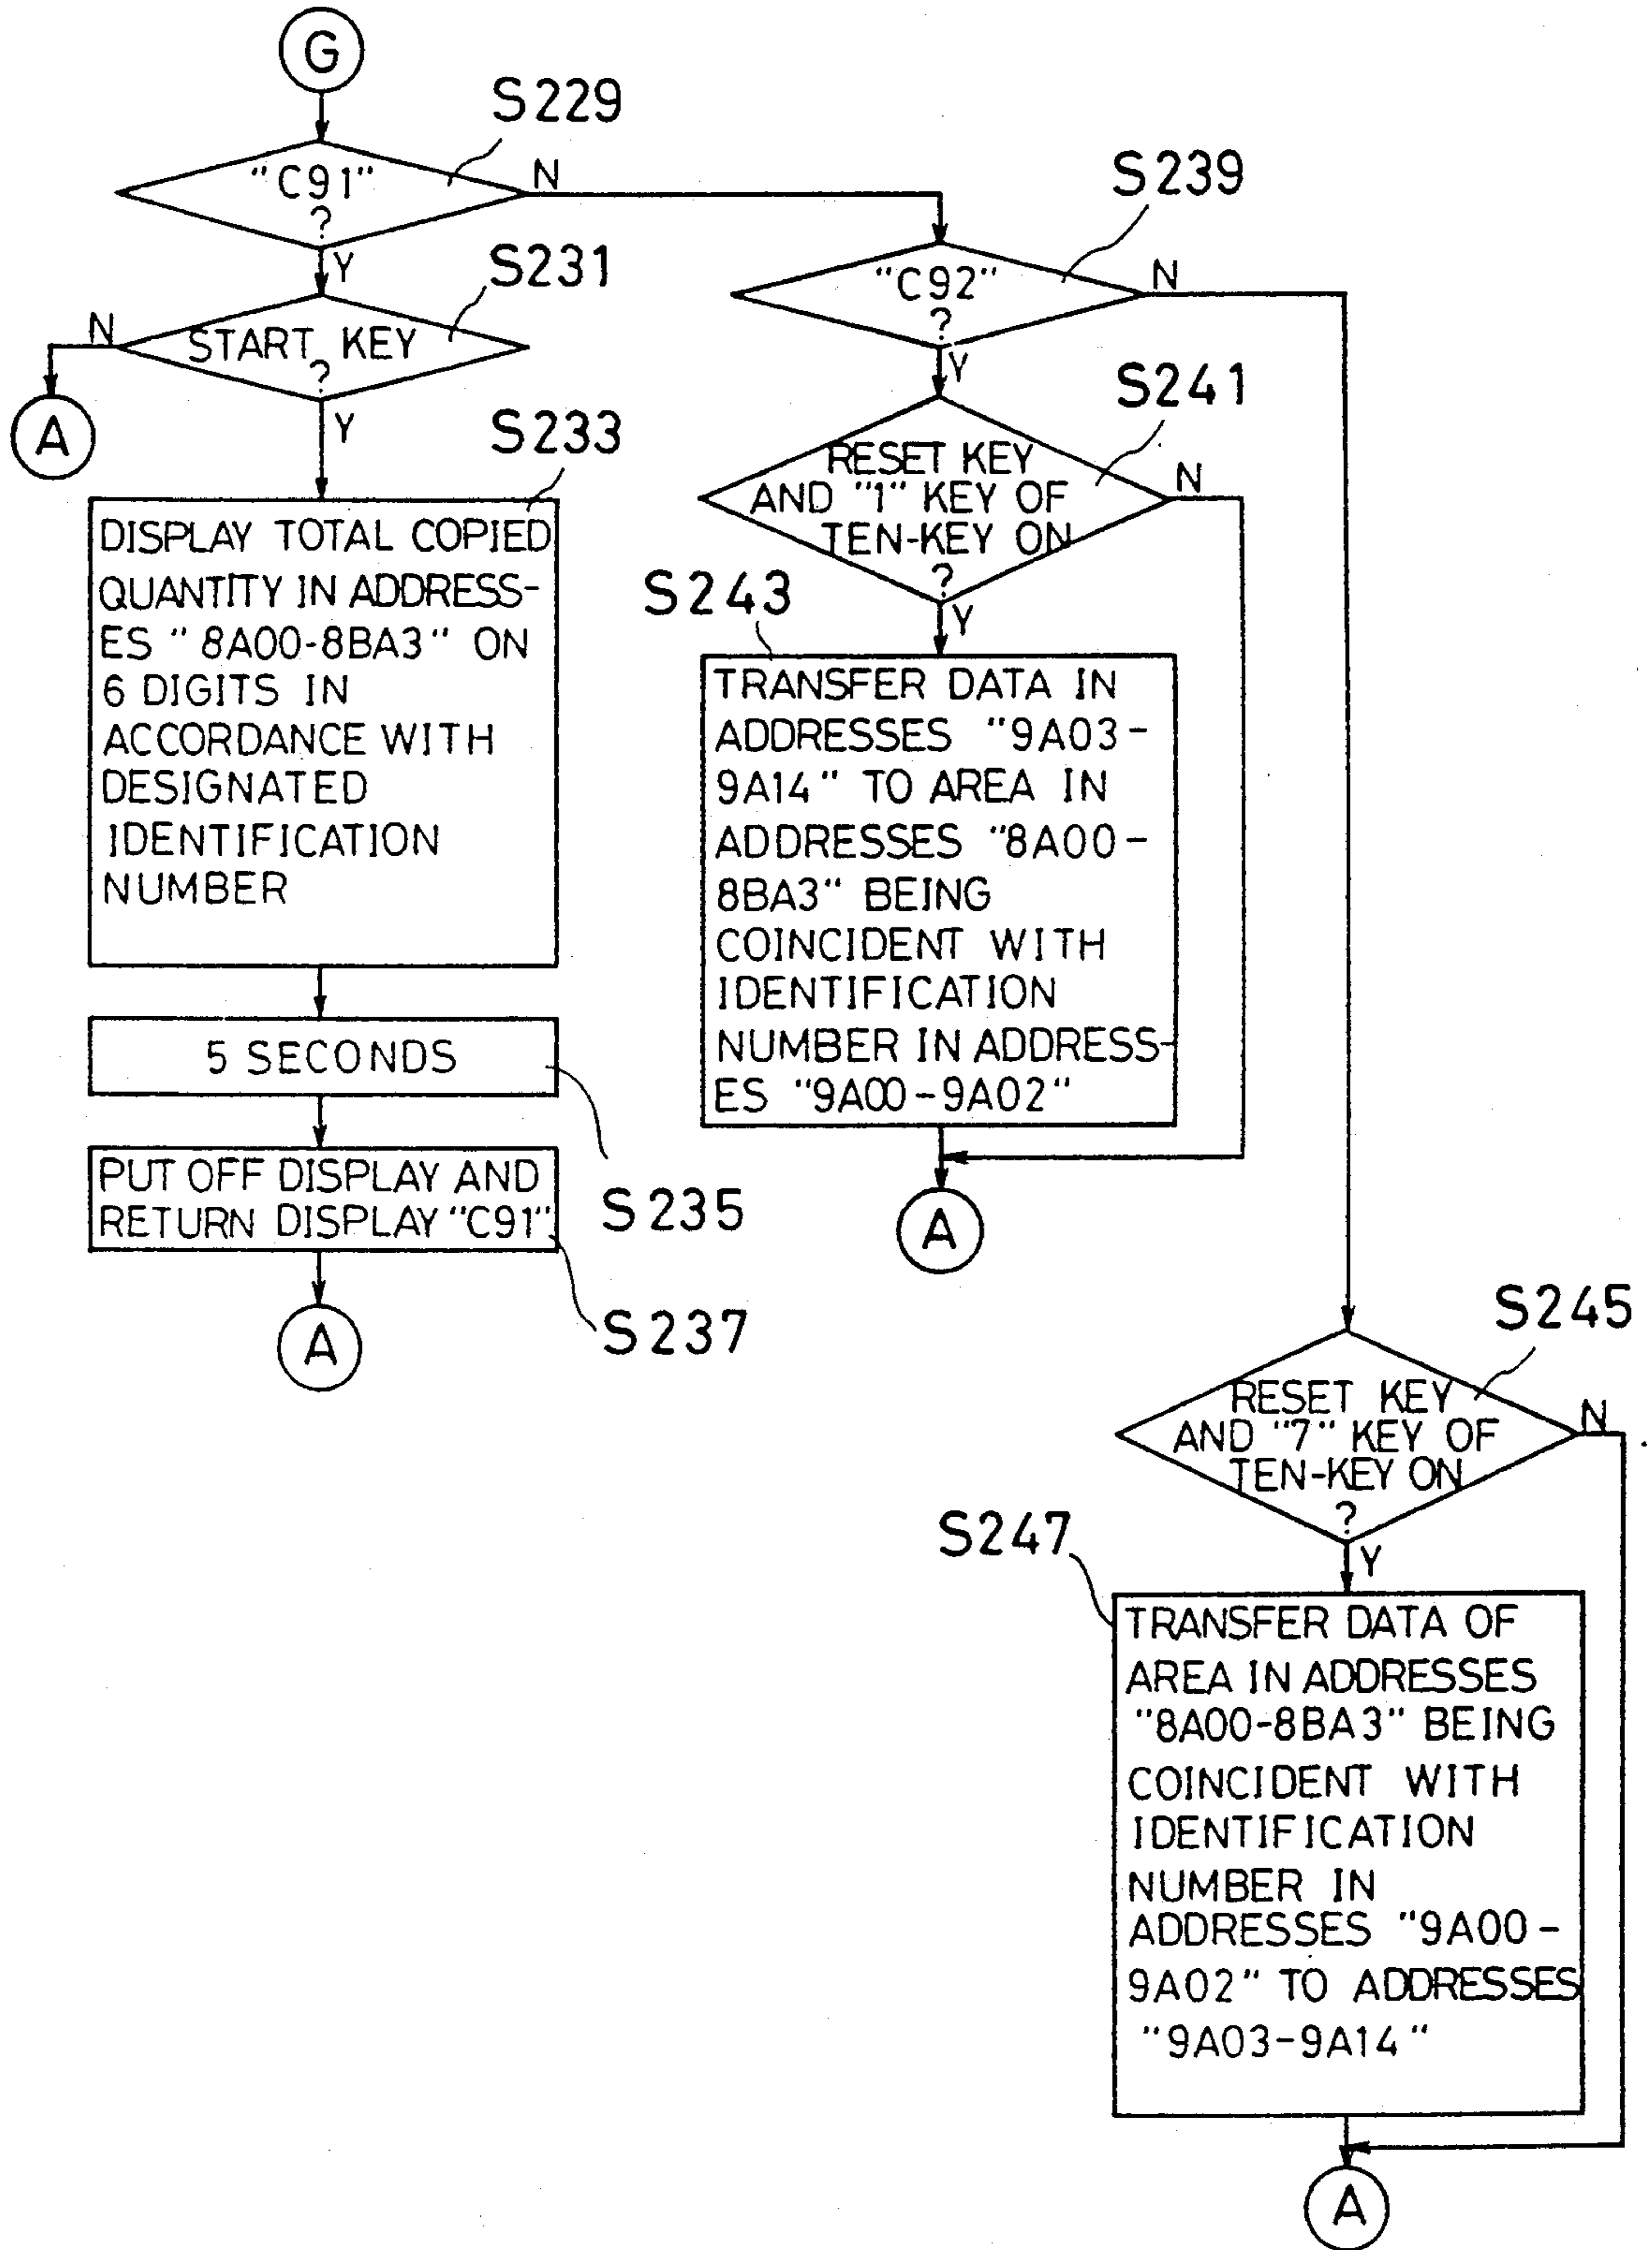 G
S229
"C91"
?
N
Y
S231
START KEY
?
N
A
Y
S233
DISPLAY TOTAL COPIED
QUANTITY IN ADDRESS-
ES "8A00-8BA3" ON
6 DIGITS IN
ACCORDANCE WITH
DESIGNATED
IDENTIFICATION
NUMBER
5 SECONDS
S235
PUT OFF DISPLAY AND
RETURN DISPLAY "C91"
S237
A
S239
"C92"
?
N
Y
S241
RESET KEY
AND "1" KEY OF
TEN-KEY ON
?
N
Y
S243
TRANSFER DATA IN
ADDRESSES "9A03-
9A14" TO AREA IN
ADDRESSES "8A00-
8BA3" BEING
COINCIDENT WITH
IDENTIFICATION
NUMBER IN ADDRESS-
ES "9A00-9A02"
A
S245
RESET KEY
AND "7" KEY OF
TEN-KEY ON
?
N
Y
S247
TRANSFER DATA OF
AREA IN ADDRESSES
"8A00-8BA3" BEING
COINCIDENT WITH
IDENTIFICATION
NUMBER IN
ADDRESSES "9A00-
9A02" TO ADDRESSES
"9A03-9A14"
A